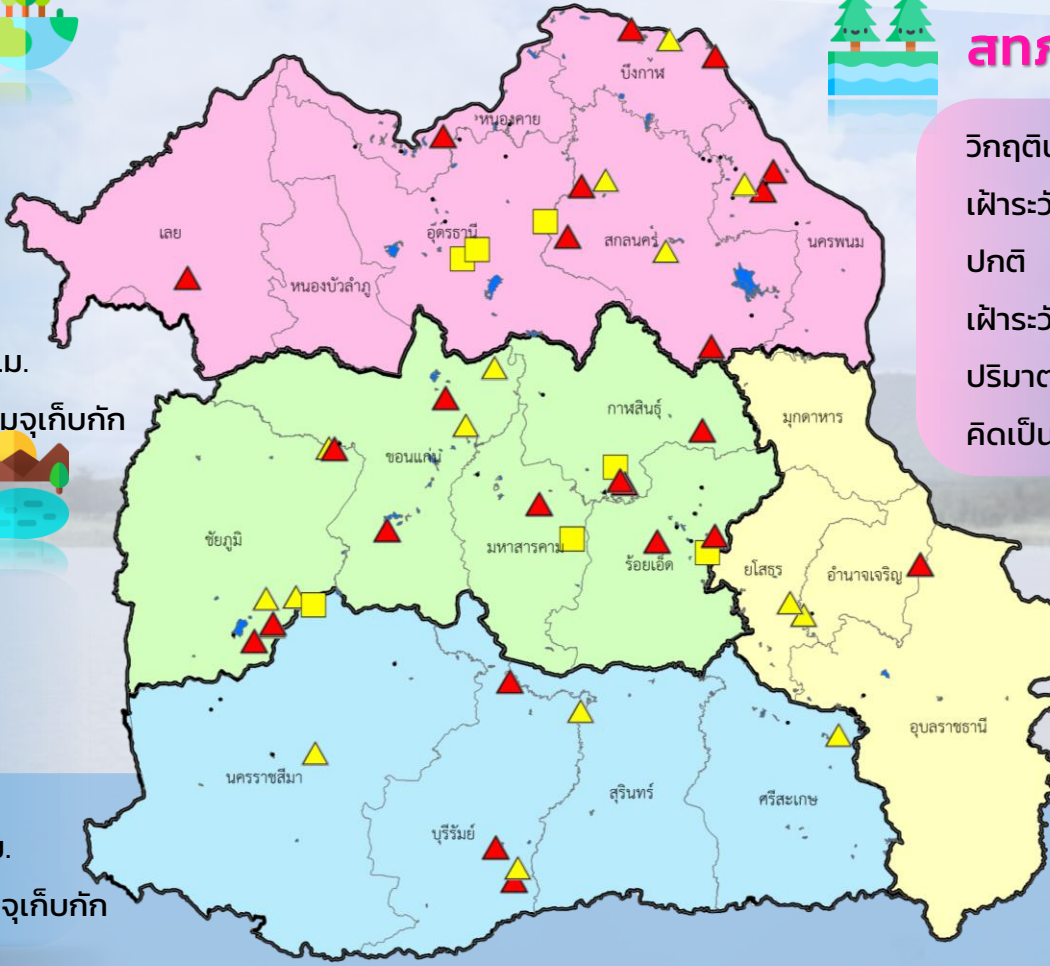 สทภ
วิกฤติน
เฝ้าระวั
ปกติ
เฝ้าระวั
ปริมาต
คิดเป็น
.ม.
มจุเก็บกัก
ม.
จุเก็บกัก
บึงกาฬ
หนองคาย
เลย
อุดรธานี
สกลนคร
นครพนม
หนองบัวลำภู
กาฬสินธุ์
มุกดาหาร
ขอนแก่น
ชัยภูมิ
มหาสารคาม
ร้อยเอ็ด
ยโสธร
อำนาจเจริญ
อุบลราชธานี
นครราชสีมา
สุรินทร์
ศรีสะเกษ
บุรีรัมย์